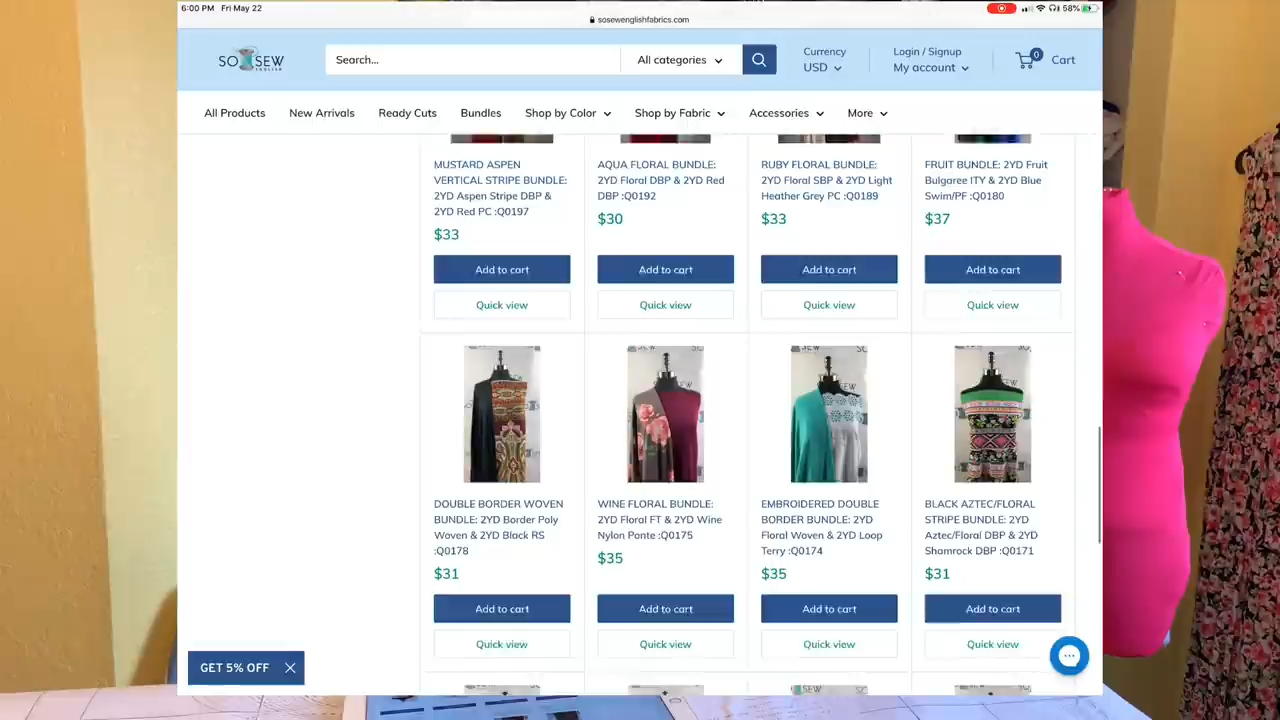 6:00 PM Fri May 22
58%
sosewenglishfabrics.com
SO SEW
ENGLISH
Search...
All categories
Currency
USD
Login / Signup
My account
0
Cart
All Products
New Arrivals
Ready Cuts
Bundles
Shop by Color
Shop by Fabric
Accessories
More
MUSTARD ASPEN
VERTICAL STRIPE BUNDLE:
2YD Aspen Stripe DBP &
2YD Red PC :Q0197
$33
Add to cart
Quick view
AQUA FLORAL BUNDLE:
2YD Floral DBP & 2YD Red
DBP :Q0192
$30
Add to cart
Quick view
RUBY FLORAL BUNDLE:
2YD Floral SBP & 2YD Light
Heather Grey PC :Q0189
$33
Add to cart
Quick view
FRUIT BUNDLE: 2YD Fruit
Bulgaree ITY & 2YD Blue
Swim/PF :Q0180
$37
Add to cart
Quick view
DOUBLE BORDER WOVEN
BUNDLE: 2YD Border Poly
Woven & 2YD Black RS
:Q0178
$31
Add to cart
Quick view
WINE FLORAL BUNDLE:
2YD Floral FT & 2YD Wine
Nylon Ponte :Q0175
$35
Add to cart
Quick view
EMBROIDERED DOUBLE
BORDER BUNDLE: 2YD
Floral Woven & 2YD Loop
Terry :Q0174
$35
Add to cart
Quick view
BLACK AZTEC/FLORAL
STRIPE BUNDLE: 2YD
Aztec/Floral DBP & 2YD
Shamrock DBP :Q0171
$31
Add to cart
Quick view
GET 5% OFF